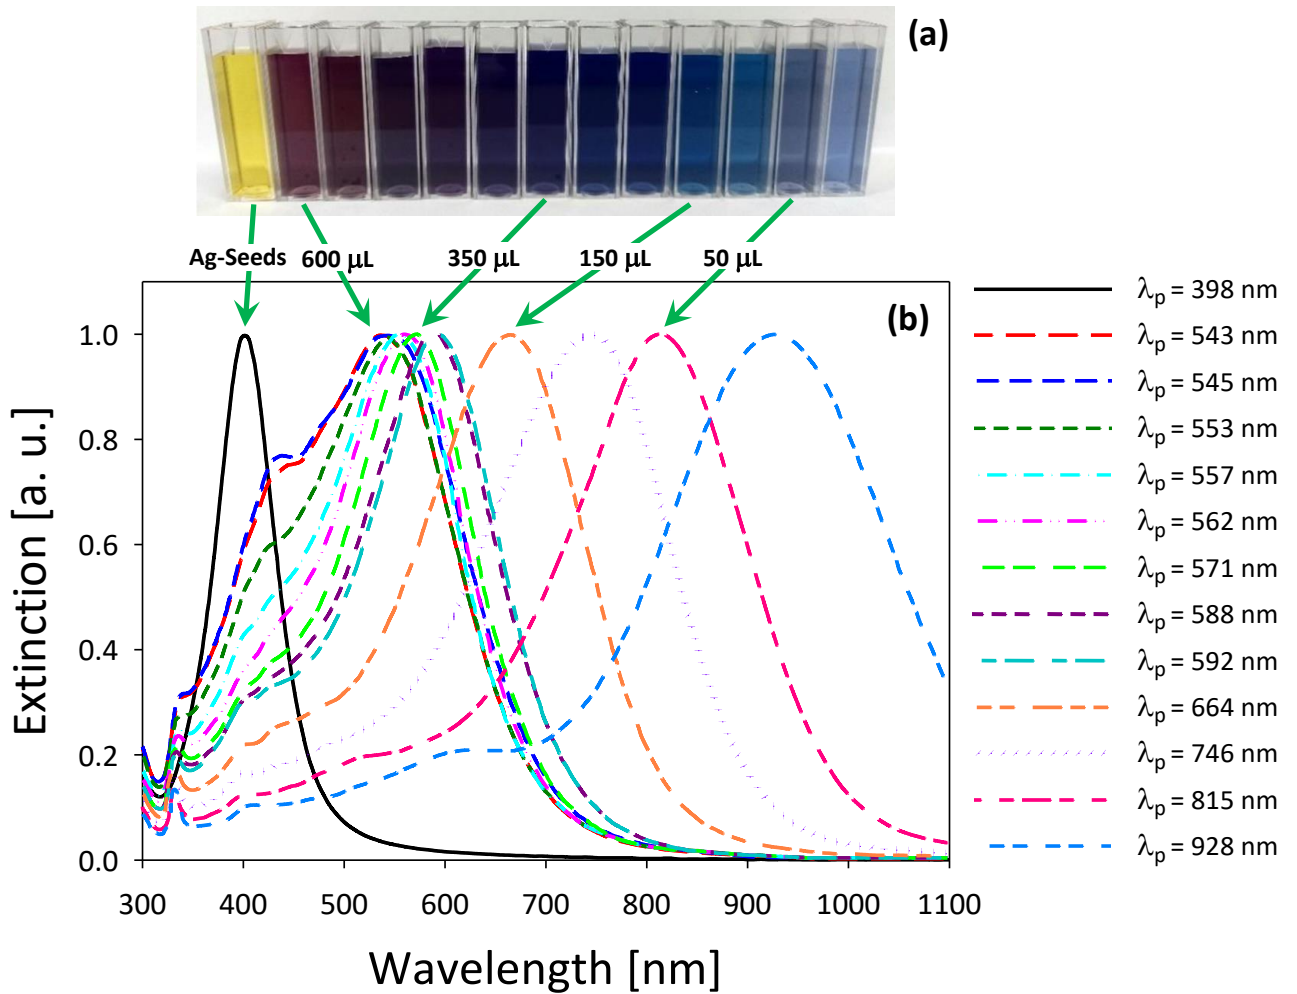 (a)
Ag-Seeds 600 μL 350 μL 150 μL 50 μL
(b)
λp = 398 nm
λp = 543 nm
λp = 545 nm
λp = 553 nm
λp = 557 nm
λp = 562 nm
λp = 571 nm
λp = 588 nm
λp = 592 nm
λp = 664 nm
λp = 746 nm
λp = 815 nm
λp = 928 nm
Extinction [a. u.]
1.0
0.8
0.6
0.4
0.2
0.0
300 400 500 600 700 800 900 1000 1100
Wavelength [nm]